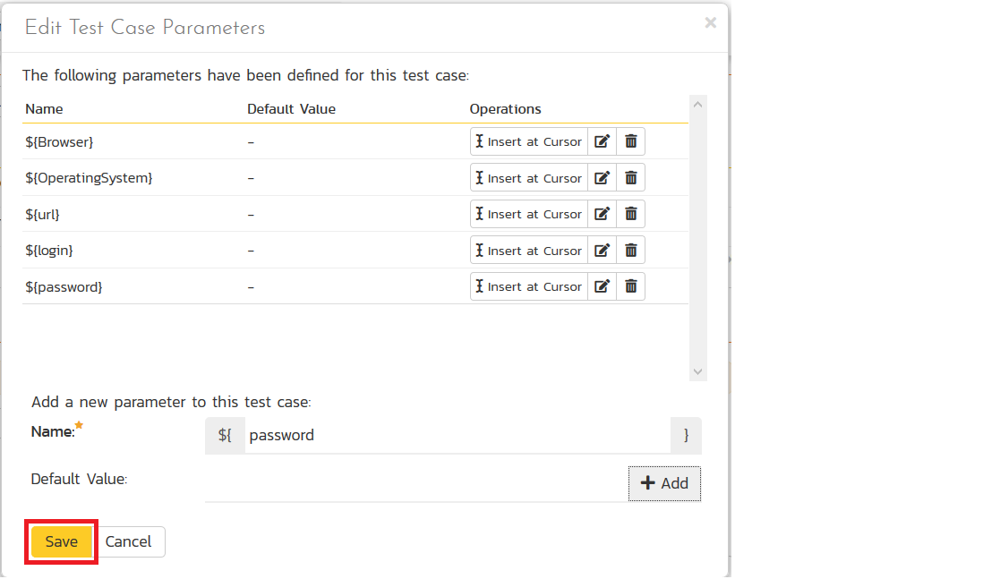 Edit Test Case Parameters ×
The following parameters have been defined for this test case:
Name Default Value Operations
${Browser} – Insert at Cursor
${OperatingSystem} – Insert at Cursor
${url} – Insert at Cursor
${login} – Insert at Cursor
${password} – Insert at Cursor
Add a new parameter to this test case:
Name: ${ password }
Default Value: Add
Save Cancel